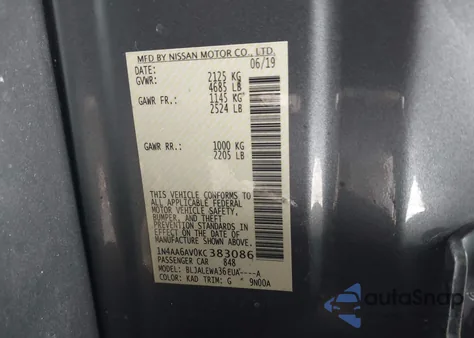 MFD BY NISSAN MOTOR CO., LTD.
DATE: 06/19
GVWR: 2125 KG
4685 LB
GAWR FR.: 1145 KG
2524 LB
GAWR RR.: 1000 KG
2205 LB
THIS VEHICLE CONFORMS TO
ALL APPLICABLE FEDERAL
MOTOR VEHICLE SAFETY,
BUMPER, AND THEFT
PREVENTION STANDARDS IN
EFFECT ON THE DATE OF
MANUFACTURE SHOWN ABOVE.
1N4AA6AV0KC383086
PASSENGER CAR 848
BLJALEWA36EUA----A
COLOR: KAD TRIM: G * 9N00A
autoSnap